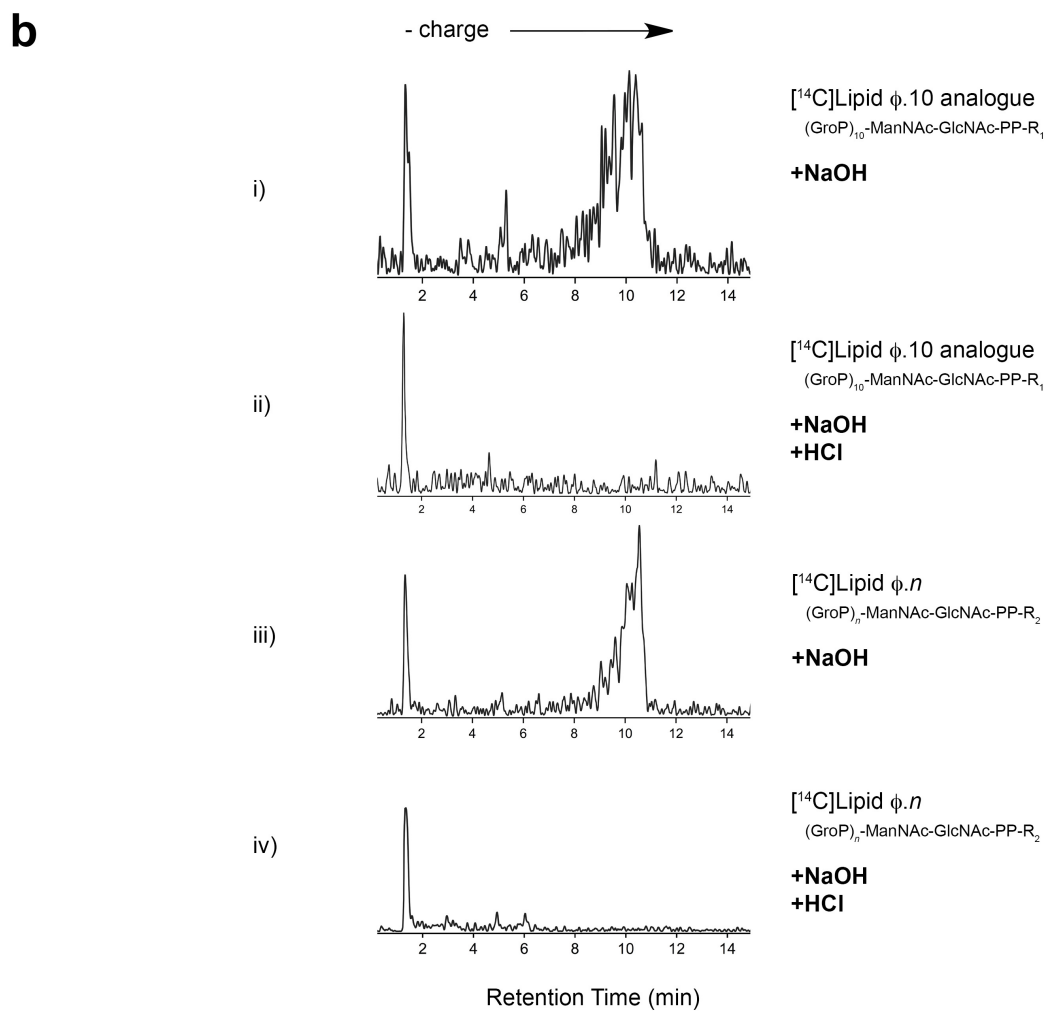 b
- charge
i)
[¹⁴C]Lipid ϕ.10 analogue
(GroP)₁₀-ManNAc-GlcNAc-PP-R₁
+NaOH
2 4 6 8 10 12 14
ii)
[¹⁴C]Lipid ϕ.10 analogue
(GroP)₁₀-ManNAc-GlcNAc-PP-R₁
+NaOH
+HCl
2 4 6 8 10 12 14
iii)
[¹⁴C]Lipid ϕ.n
(GroP)ₙ-ManNAc-GlcNAc-PP-R₂
+NaOH
2 4 6 8 10 12 14
iv)
[¹⁴C]Lipid ϕ.n
(GroP)ₙ-ManNAc-GlcNAc-PP-R₂
+NaOH
+HCl
2 4 6 8 10 12 14
Retention Time (min)